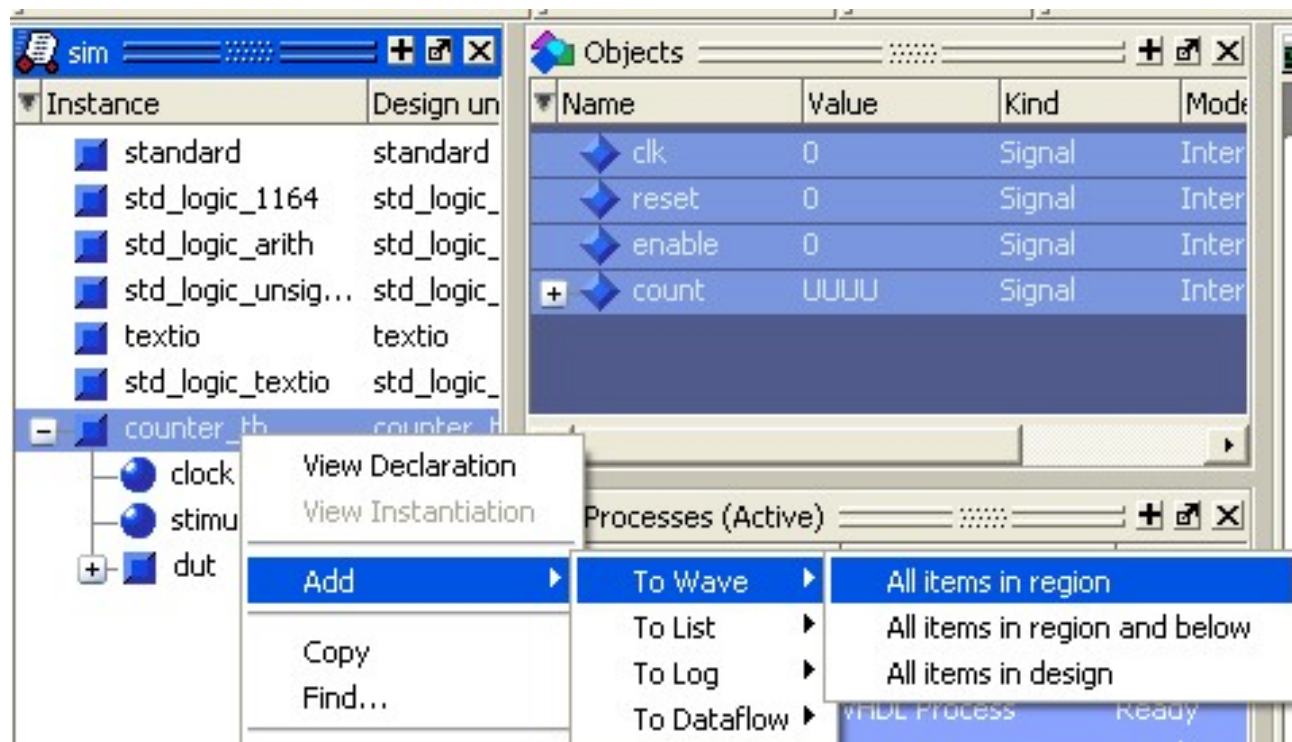 sim
Instance Design un
standard standard
std_logic_1164 std_logic_
std_logic_arith std_logic_
std_logic_unsig... std_logic_
textio textio
std_logic_textio std_logic_
counter_tb counter_t
clock
stimu
dut
Objects
Name Value Kind Mode
clk 0 Signal Inter
reset 0 Signal Inter
enable 0 Signal Inter
count UUUU Signal Inter
Processes (Active)
VHDL Process Ready
View Declaration
View Instantiation
Add
Copy
Find...
To Wave
To List
To Log
To Dataflow
All items in region
All items in region and below
All items in design